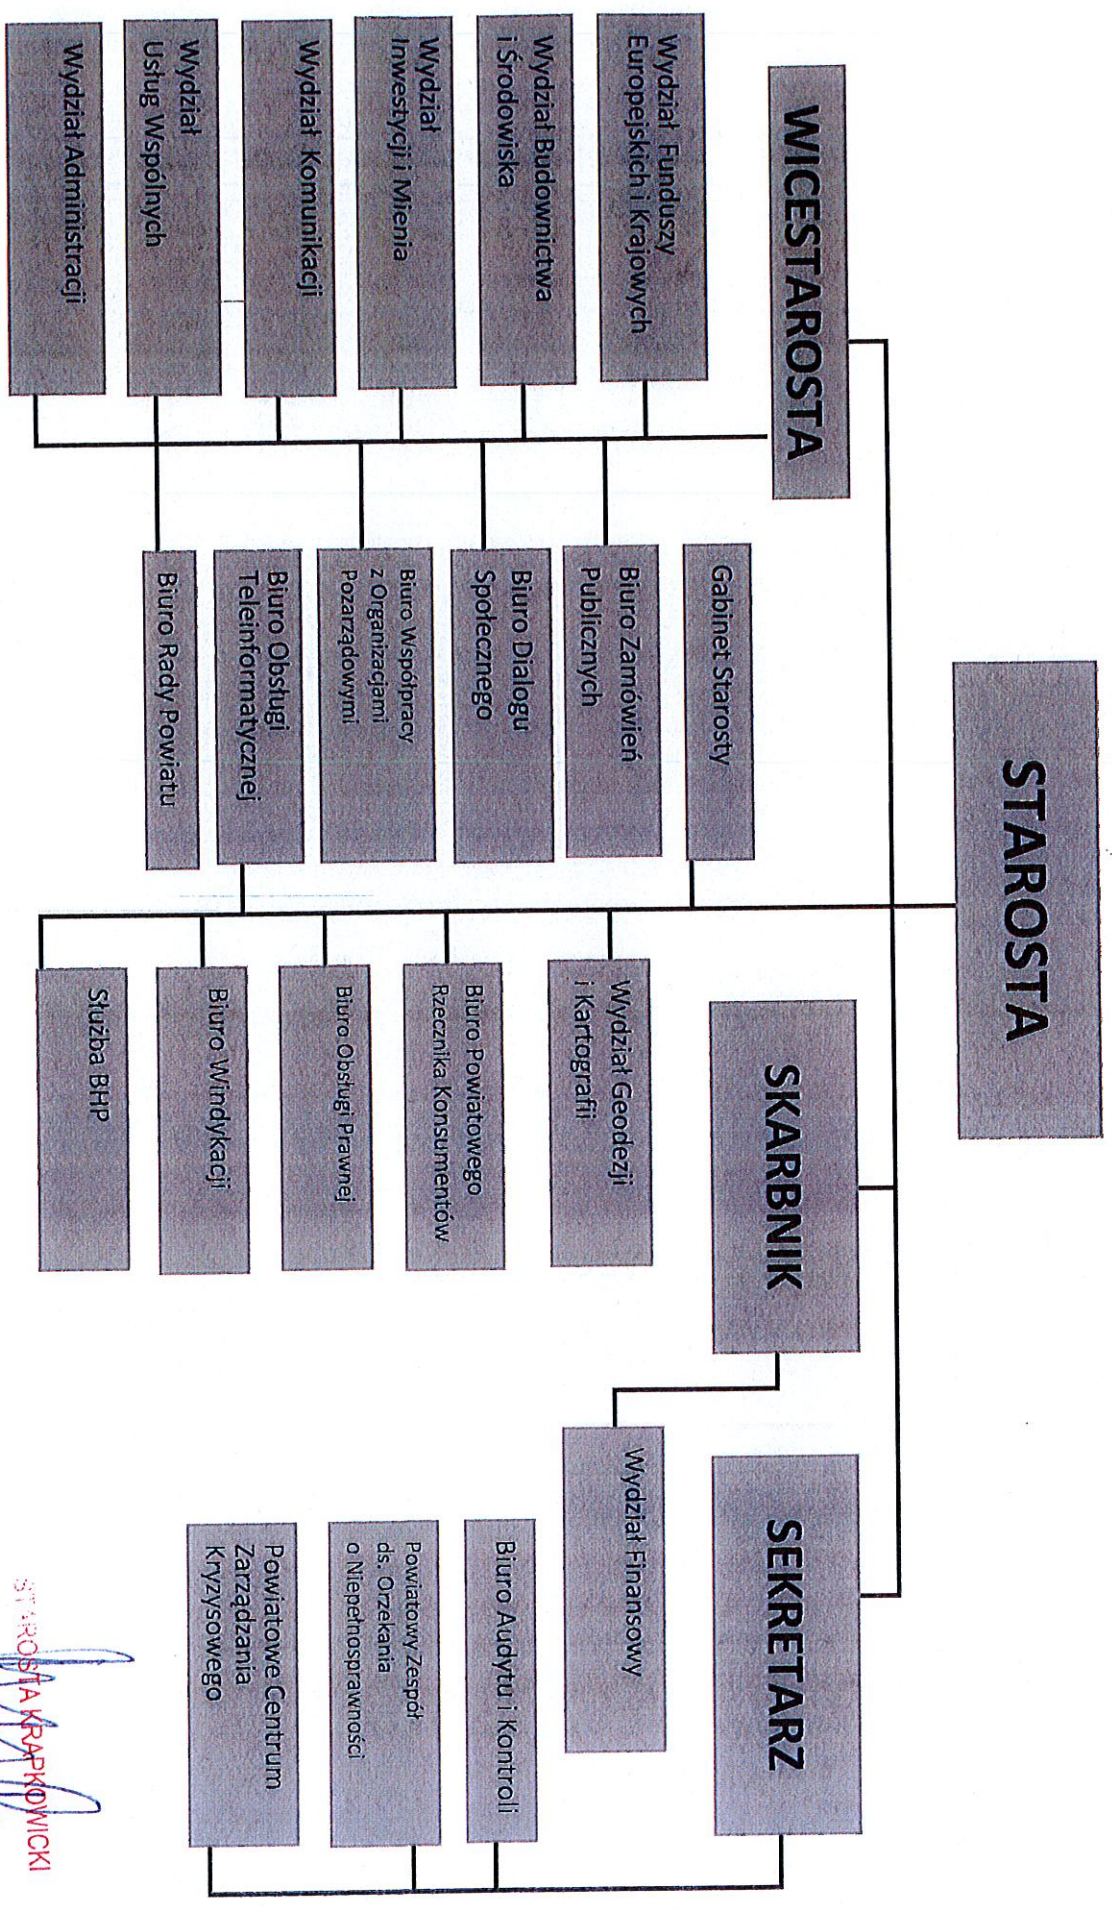 STAROSTA
WICESTAROSTA
SKARBNIK
SEKRETARZ
Wydział Funduszy
Europejskich i Krajowych
Wydział Budownictwa
i Środowiska
Wydział
Inwestycji i Mienia
Wydział Komunikacji
Wydział
Usług Wspólnych
Wydział Administracji
Gabinet Starosty
Biuro Zamówień
Publicznych
Biuro Dialogu
Społecznego
Biuro Współpracy
z Organizacjami
Pozarządowymi
Biuro Obsługi
Teleinformatycznej
Biuro Rady Powiatu
Wydział Geodezji
i Kartografii
Biuro Powiatowego
Rzecznika Konsumentów
Biuro Obsługi Prawnej
Biuro Windykacji
Służba BHP
Wydział Finansowy
Biuro Audytu i Kontroli
Powiatowy Zespół
ds. Orzekania
o Niepełnosprawności
Powiatowe Centrum
Zarządzania
Kryzysowego
STAROSTA KRAPKOWICKI